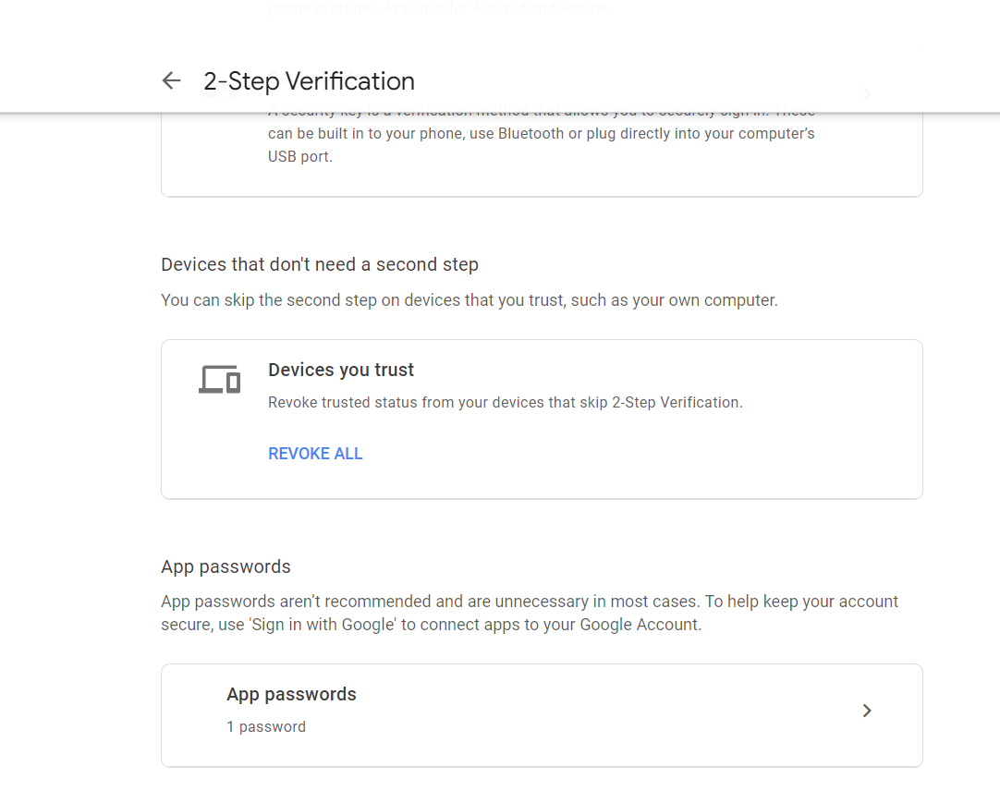 phone is offline. Available for Android and iPhone.
2-Step Verification
A security key is a verification method that allows you to securely sign in. These
can be built in to your phone, use Bluetooth or plug directly into your computer’s
USB port.
Devices that don't need a second step
You can skip the second step on devices that you trust, such as your own computer.
Devices you trust
Revoke trusted status from your devices that skip 2-Step Verification.
REVOKE ALL
App passwords
App passwords aren’t recommended and are unnecessary in most cases. To help keep your account
secure, use 'Sign in with Google' to connect apps to your Google Account.
App passwords
1 password